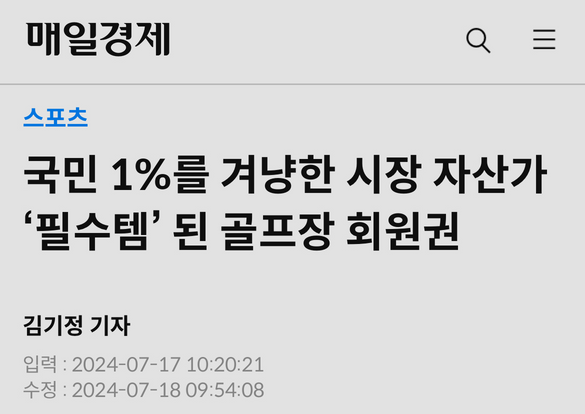 매일경제
스포츠
국민 1%를 겨냥한 시장 자산가
‘필수템’ 된 골프장 회원권
김기정 기자
입력 : 2024-07-17 10:20:21
수정 : 2024-07-18 09:54:08